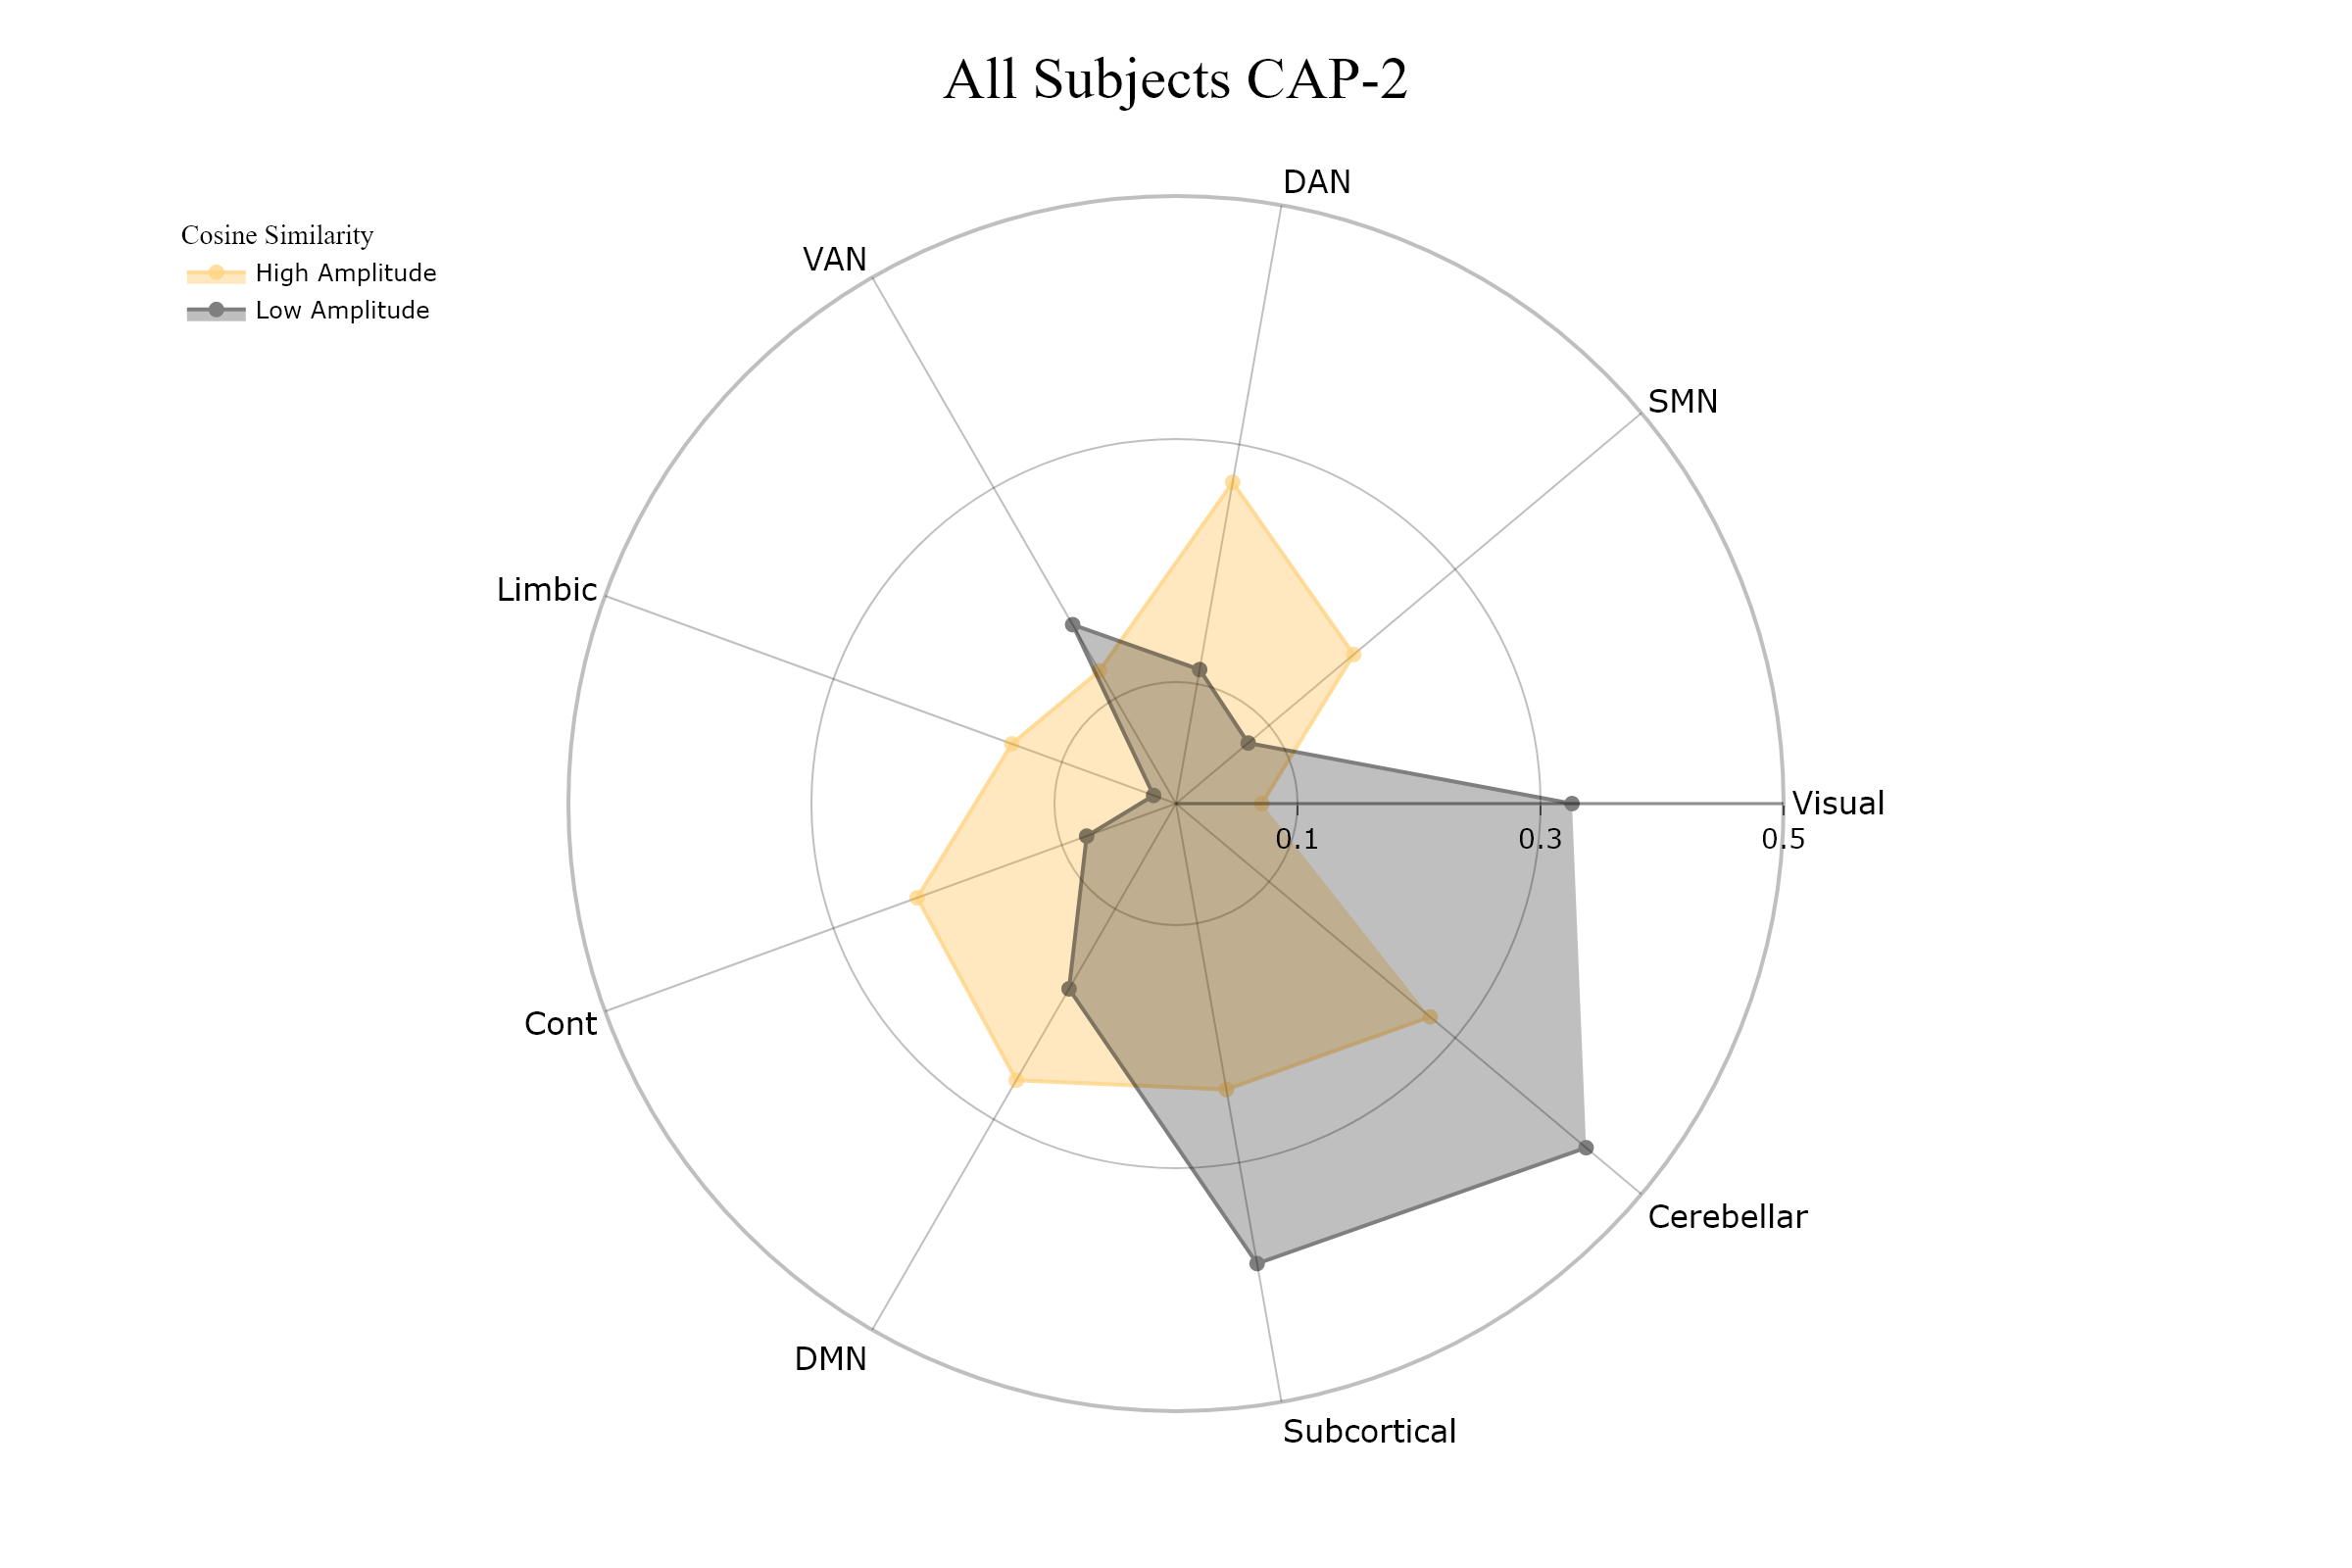 All Subjects CAP-2
Cosine Similarity
High Amplitude
Low Amplitude
DAN
VAN
SMN
Limbic
Visual
0.1
0.3
0.5
Cont
Cerebellar
DMN
Subcortical